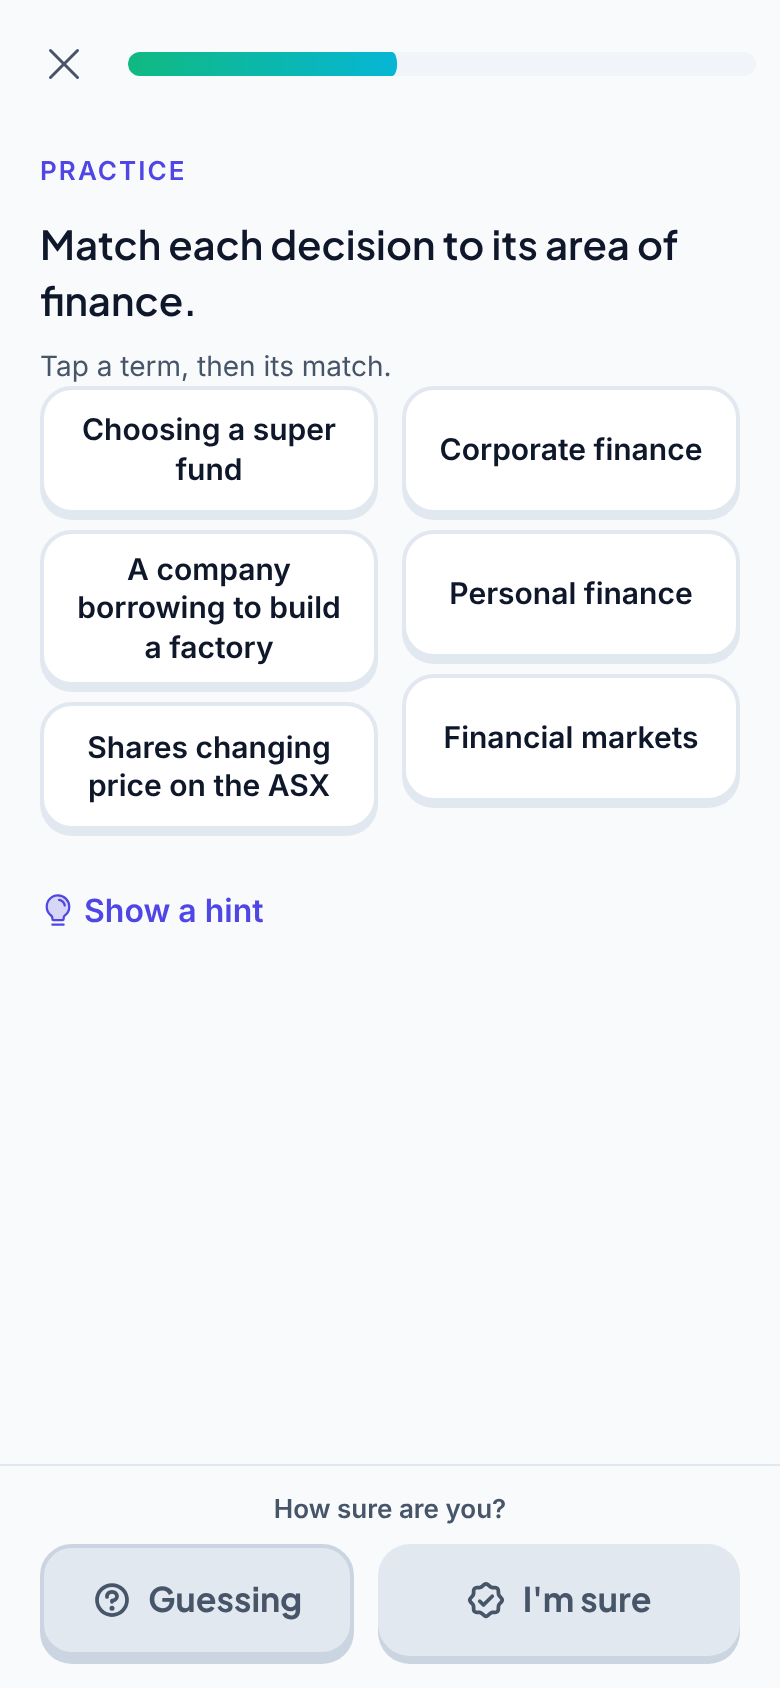 PRACTICE
Match each decision to its area of
finance.
Tap a term, then its match.
Choosing a super
fund
Corporate finance
A company
borrowing to build
a factory
Personal finance
Shares changing
price on the ASX
Financial markets
Show a hint
How sure are you?
Guessing
I'm sure